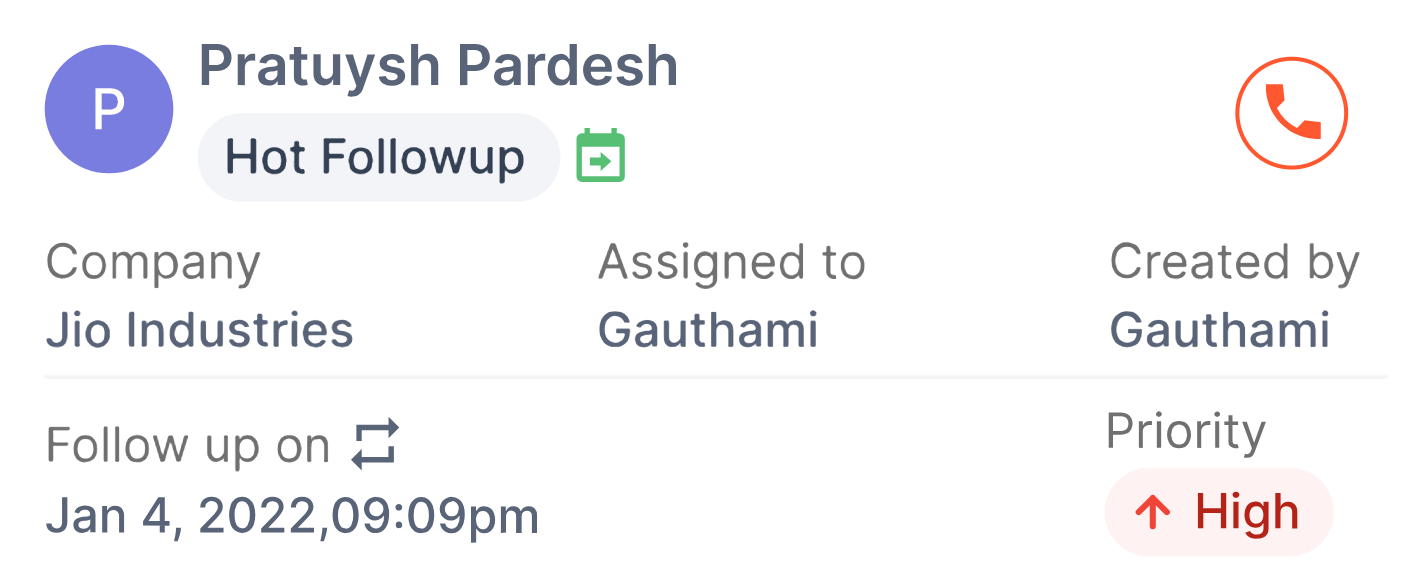 P
Pratuysh Pardesh
Hot Followup
Company
Assigned to
Created by
Jio Industries
Gauthami
Gauthami
Follow up on
Priority
Jan 4, 2022,09:09pm
High